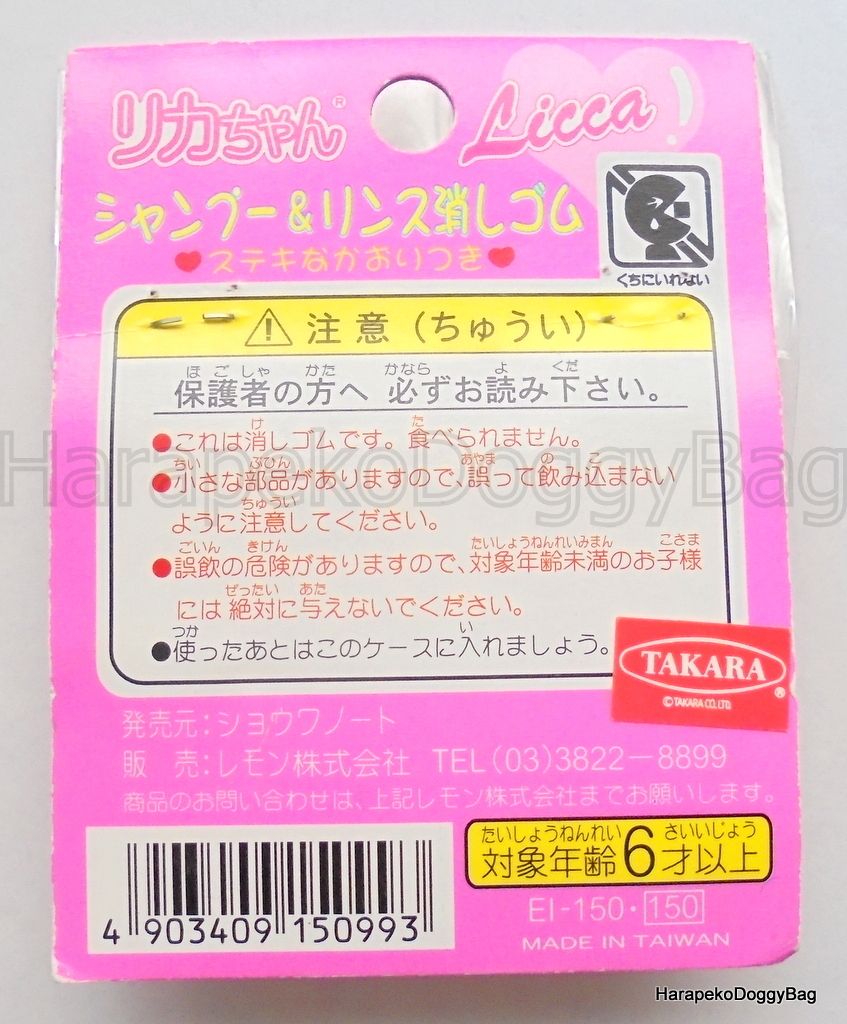 リカちゃん®
Licca
シャンプー&リンス消しゴム
♥ステキなかおりつき♥
くちにいれない
⚠注意(ちゅうい)
ほごしゃ かた かなら よ くだ
保護者の方へ 必ずお読み下さい。
け た
●これは消しゴムです。食べられません。
ちい ぶひん あやま の こ
●小さな部品がありますので、誤って飲み込まない
ちゅうい
ように注意してください。
ごいん きけん たいしょうねんれいみまん こさま
●誤飲の危険がありますので、対象年齢未満のお子様
ぜったい あた
には絶対に与えないでください。
つか い
●使ったあとはこのケースに入れましょう。
TAKARA®
©TAKARA CO.,LTD.
発売元:ショウワノート
販 売:レモン株式会社 TEL(03)3822-8899
商品のお問い合わせは、上記レモン株式会社までお願いします。
たいしょうねんれい さいいじょう
対象年齢6才以上
4 903409 150993
EI-150・150
MADE IN TAIWAN
HarapekoDoggyBag
HarapekoDoggyBag